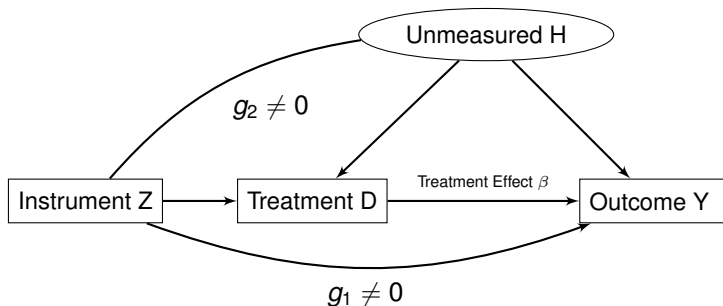 Unmeasured H
g₂ ≠ 0
Instrument Z
Treatment D
Treatment Effect β
Outcome Y
g₁ ≠ 0